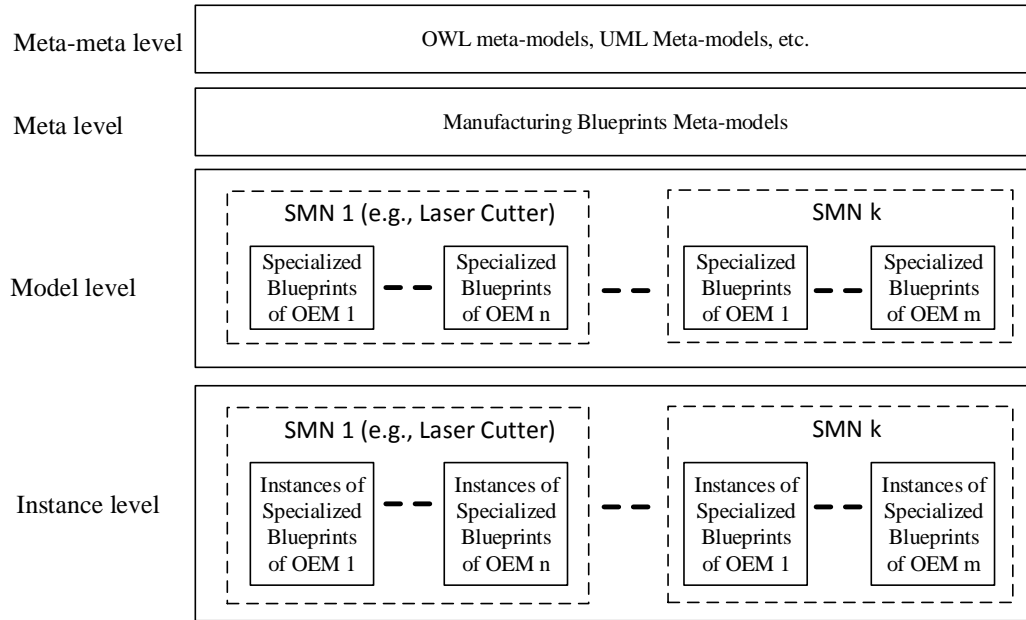 Meta-meta level
OWL meta-models, UML Meta-models, etc.
Meta level
Manufacturing Blueprints Meta-models
Model level
SMN 1 (e.g., Laser Cutter)
Specialized
Blueprints
of OEM 1
Specialized
Blueprints
of OEM n
SMN k
Specialized
Blueprints
of OEM 1
Specialized
Blueprints
of OEM m
Instance level
SMN 1 (e.g., Laser Cutter)
Instances of
Specialized
Blueprints
of OEM 1
Instances of
Specialized
Blueprints
of OEM n
SMN k
Instances of
Specialized
Blueprints
of OEM 1
Instances of
Specialized
Blueprints
of OEM m